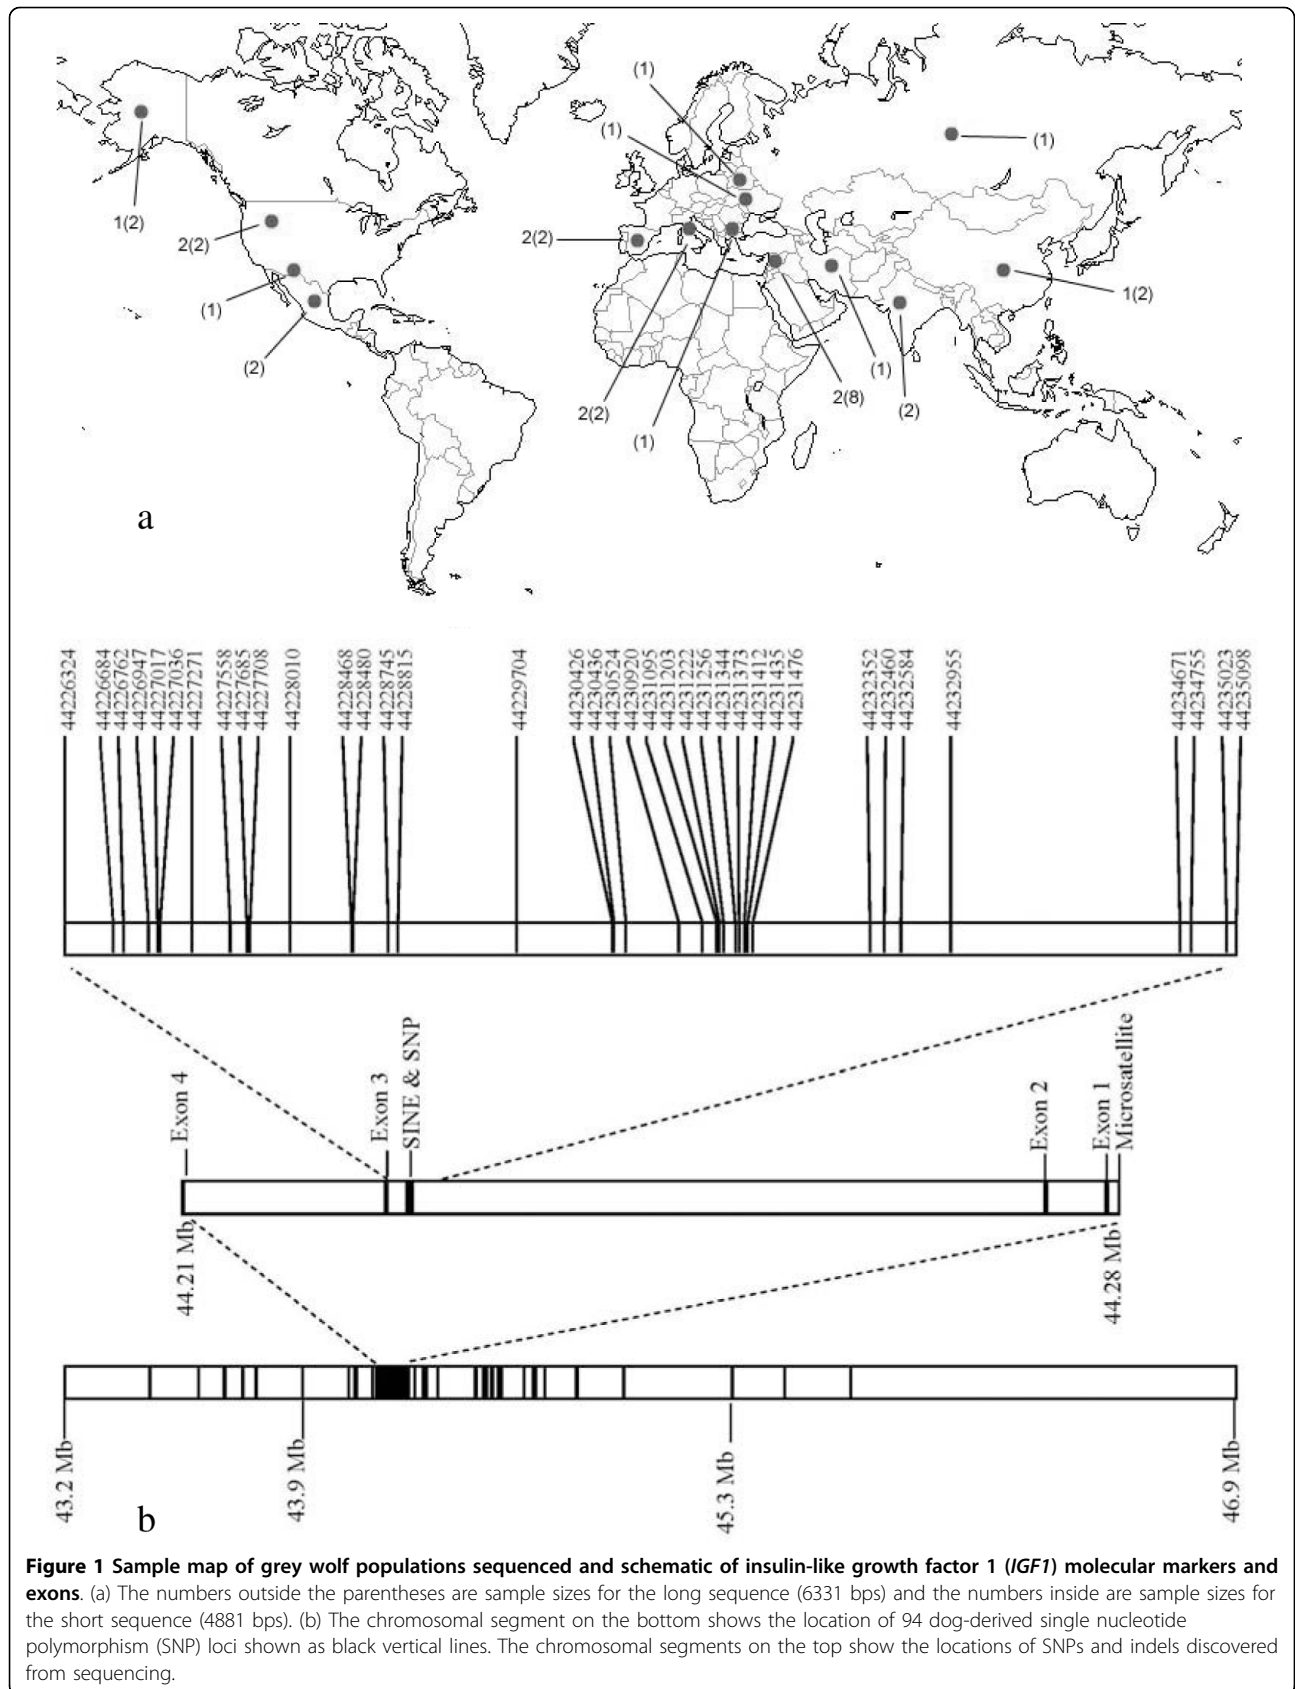 (1)
(1)
(1)
1(2)
2(2)
2(2)
(1)
1(2)
(1)
(2)
2(8)
(2)
2(2)
(1)
a
44226324
44226684
44226762
44226947
44227017
44227036
44227271
44227558
44227685
44227708
44228010
44228468
44228480
44228745
44228815
44229704
44230426
44230436
44230524
44230920
44231095
44231203
44231222
44231256
44231344
44231373
44231412
44231435
44231476
44232352
44232460
44232584
44232955
44234671
44234755
44235023
44235098
Exon 4
Exon 3
SINE & SNP
Exon 2
Exon 1
Microsatellite
44.21 Mb
44.28 Mb
43.2 Mb
43.9 Mb
45.3 Mb
46.9 Mb
b
Figure 1 Sample map of grey wolf populations sequenced and schematic of insulin-like growth factor 1 (IGF1) molecular markers and
exons. (a) The numbers outside the parentheses are sample sizes for the long sequence (6331 bps) and the numbers inside are sample sizes for
the short sequence (4881 bps). (b) The chromosomal segment on the bottom shows the location of 94 dog-derived single nucleotide
polymorphism (SNP) loci shown as black vertical lines. The chromosomal segments on the top show the locations of SNPs and indels discovered
from sequencing.